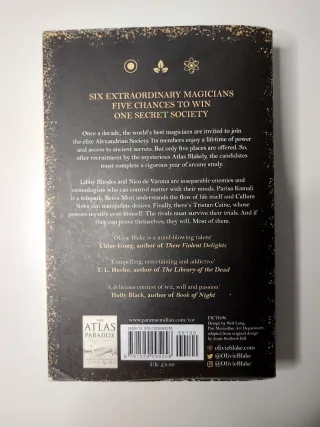 SIX EXTRAORDINARY MAGICIANS
FIVE CHANCES TO WIN
ONE SECRET SOCIETY
Once a decade, the world's best magicians are invited to join
the elite Alexandrian Society. Its members enjoy a lifetime of power
and access to ancient secrets. But only five places are offered. So,
after recruitment by the mysterious Atlas Blakely, the candidates
must complete a rigorous year of arcane study.
Libby Rhodes and Nico de Varona are inseparable enemies and
cosmologists who can control matter with their minds. Parisa Kamali
is a telepath, Reina Mori understands the flow of life itself and Callum
Nova can manipulate desires. Finally, there's Tristan Caine, whose
powers mystify even himself. The rivals must survive their trials. And if
they can prove themselves, they will survive. Most of them.
'Olivie Blake is a mind-blowing talent'
Chloe Gong, author of These Violent Delights
'Compelling, entertaining and addictive'
T. L. Huchu, author of The Library of the Dead
'A delicious contest of wit, will and passion'
Holly Black, author of Book of Night
THE
ATLAS
PARADOX
www.panmacmillan.com/tor
UK £9.99
FICTION
olivieblake.com
@OlivieBlake
@OlivieBlake